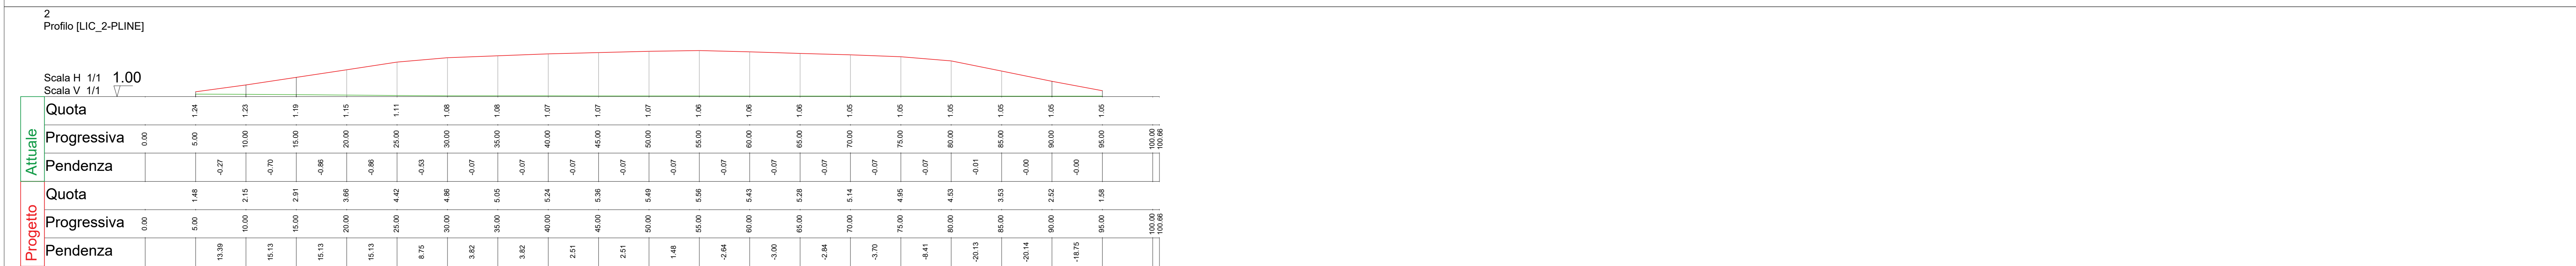 2
Profilo [LIC_2-PLINE]
Scala H 1/1 1.00
Scala V 1/1
Attuale
Quota 1.24 1.23 1.19 1.15 1.11 1.08 1.08 1.07 1.07 1.07 1.06 1.06 1.06 1.05 1.05 1.05 1.05 1.05 1.05
Progressiva 0.00 5.00 10.00 15.00 20.00 25.00 30.00 35.00 40.00 45.00 50.00 55.00 60.00 65.00 70.00 75.00 80.00 85.00 90.00 95.00 100.00 100.66
Pendenza -0.27 -0.70 -0.86 -0.86 -0.53 -0.07 -0.07 -0.07 -0.07 -0.07 -0.07 -0.07 -0.07 -0.07 -0.07 -0.01 -0.00 -0.00
Progetto
Quota 1.48 2.15 2.91 3.66 4.42 4.86 5.05 5.24 5.36 5.49 5.56 5.43 5.28 5.14 4.95 4.53 3.53 2.52 1.58
Progressiva 0.00 5.00 10.00 15.00 20.00 25.00 30.00 35.00 40.00 45.00 50.00 55.00 60.00 65.00 70.00 75.00 80.00 85.00 90.00 95.00 100.00 100.66
Pendenza 13.39 15.13 15.13 15.13 8.75 3.82 3.82 2.51 2.51 1.48 -2.64 -3.00 -2.84 -3.70 -8.41 -20.13 -20.14 -18.75